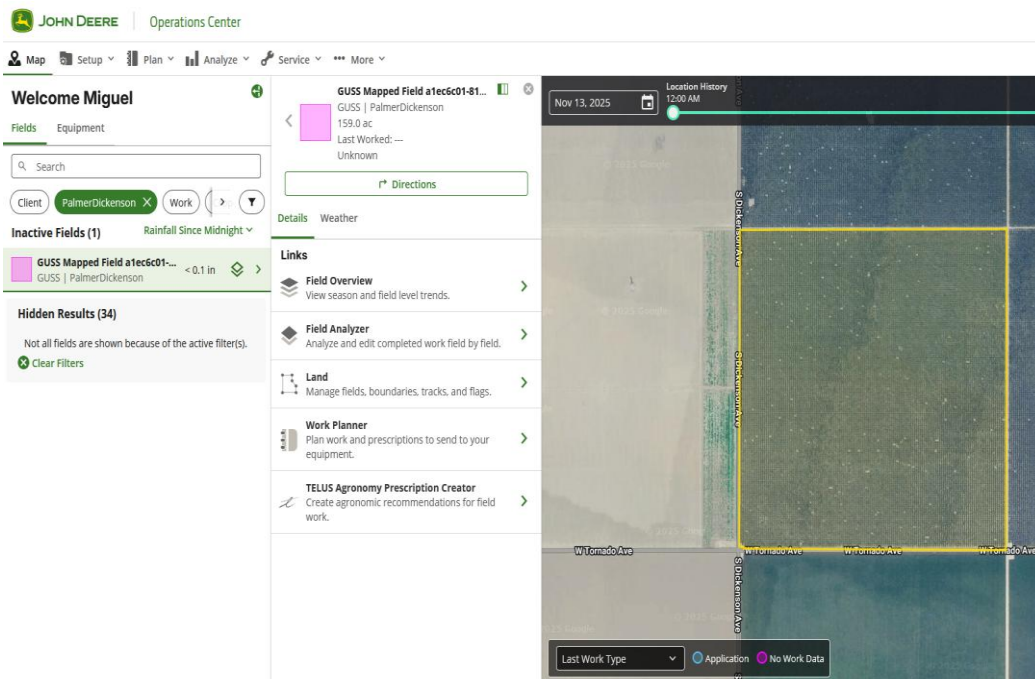 JOHN DEERE Operations Center
Map Setup Plan Analyze Service More
Welcome Miguel
Fields Equipment
Search
Client PalmerDickenson Work
Inactive Fields (1) Rainfall Since Midnight
GUSS Mapped Field a1ec6c01-... < 0.1 in
GUSS | PalmerDickenson
Hidden Results (34)
Not all fields are shown because of the active filter(s).
Clear Filters
GUSS Mapped Field a1ec6c01-81...
GUSS | PalmerDickenson
159.0 ac
Last Worked: —
Unknown
Directions
Details Weather
Links
Field Overview
View season and field level trends.
Field Analyzer
Analyze and edit completed work field by field.
Land
Manage fields, boundaries, tracks, and flags.
Work Planner
Plan work and prescriptions to send to your
equipment.
TELUS Agronomy Prescription Creator
Create agronomic recommendations for field
work.
Nov 13, 2025
Location History
12:00 AM
S Dickenson Ave
S Dickenson Ave
W Tornado Ave W Tornado Ave W Tornado Ave W Tornado Ave
S Dickenson Ave
Last Work Type Application No Work Data